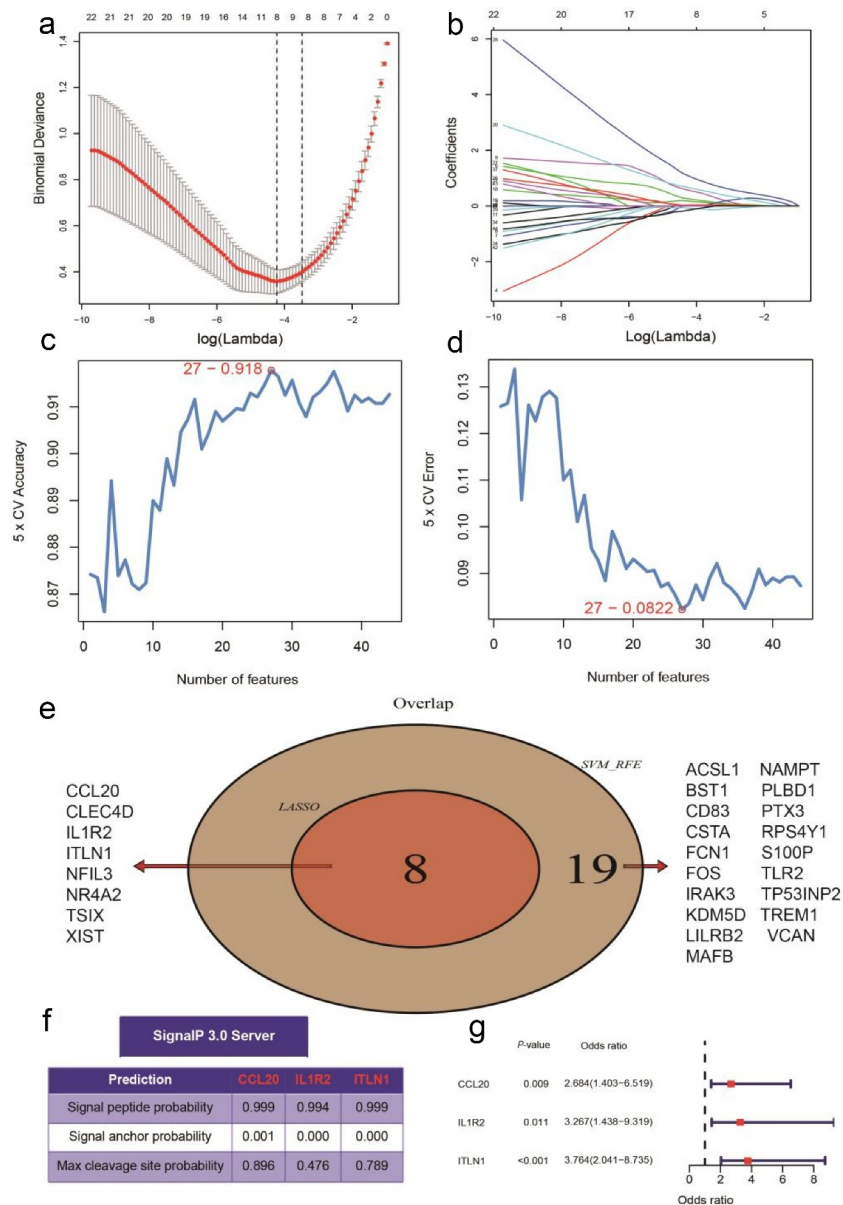 a
22 21 21 20 20 19 19 16 14 11 8 9 8 8 7 4 2 0
Binomial Deviance
1.4
1.2
1.0
0.8
0.6
0.4
−10 −8 −6 −4 −2
log(Lambda)
b
22 20 17 8 5
Coefficients
6
4
2
0
−2
−10 −8 −6 −4 −2
Log(Lambda)
c
27 − 0.918
5 x CV Accuracy
0.91
0.90
0.89
0.88
0.87
0 10 20 30 40
Number of features
d
5 x CV Error
0.13
0.12
0.11
0.10
0.09
27 − 0.0822
0 10 20 30 40
Number of features
e
Overlap
SVM_RFE
LASSO
8
19
CCL20
CLEC4D
IL1R2
ITLN1
NFIL3
NR4A2
TSIX
XIST
ACSL1 NAMPT
BST1 PLBD1
CD83 PTX3
CSTA RPS4Y1
FCN1 S100P
FOS TLR2
IRAK3 TP53INP2
KDM5D TREM1
LILRB2 VCAN
MAFB
f
SignalP 3.0 Server
Prediction CCL20 IL1R2 ITLN1
Signal peptide probability 0.999 0.994 0.999
Signal anchor probability 0.001 0.000 0.000
Max cleavage site probability 0.896 0.476 0.789
g
P-value Odds ratio
CCL20 0.009 2.684(1.403−6.519)
IL1R2 0.011 3.267(1.438−9.319)
ITLN1 <0.001 3.764(2.041−8.735)
0 2 4 6 8
Odds ratio